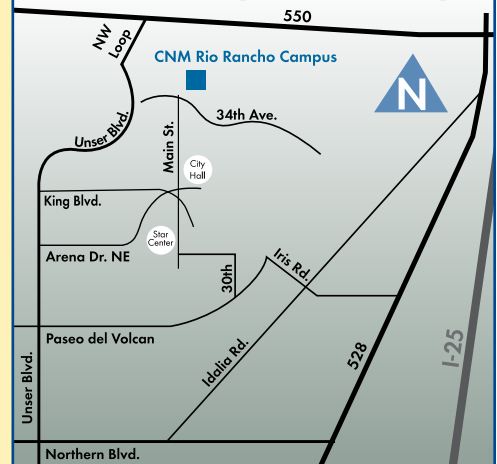 550
NW
Loop
CNM Rio Rancho Campus
N
34th Ave.
Unser Blvd.
Main St.
City
Hall
King Blvd.
Star
Center
Arena Dr. NE
Iris Rd.
30th
Paseo del Volcan
I-25
528
Idalia Rd.
Unser Blvd.
Northern Blvd.